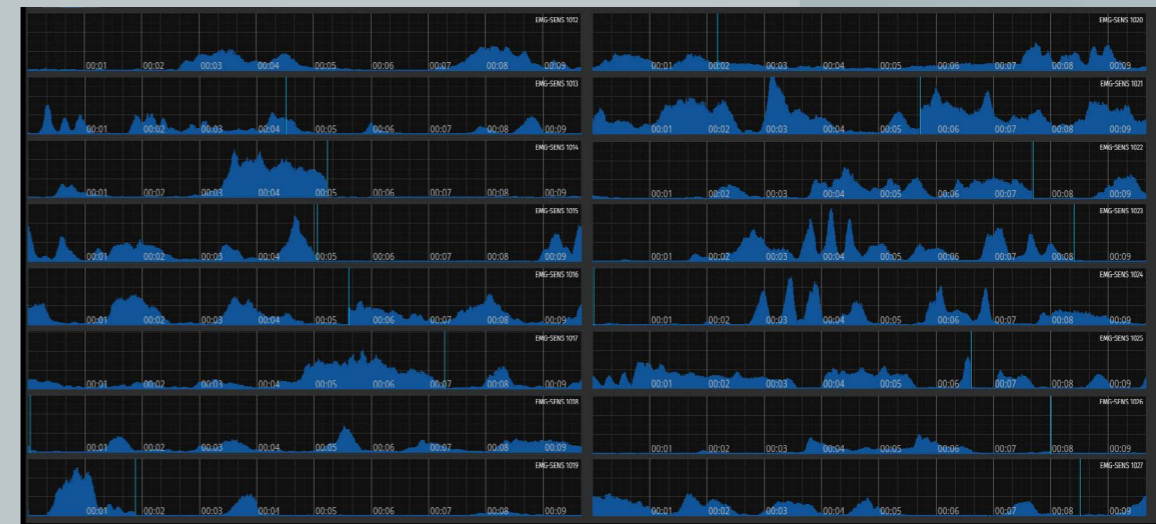 EMG-SENS 1012
00:01 00:02 00:03 00:04 00:05 00:06 00:07 00:08 00:09
EMG-SENS 1013
00:01 00:02 00:03 00:04 00:05 00:06 00:07 00:08 00:09
EMG-SENS 1014
00:01 00:02 00:03 00:04 00:05 00:06 00:07 00:08 00:09
EMG-SENS 1015
00:01 00:02 00:03 00:04 00:05 00:06 00:07 00:08 00:09
EMG-SENS 1016
00:01 00:02 00:03 00:04 00:05 00:06 00:07 00:08 00:09
EMG-SENS 1017
00:01 00:02 00:03 00:04 00:05 00:06 00:07 00:08 00:09
EMG-SENS 1018
00:01 00:02 00:03 00:04 00:05 00:06 00:07 00:08 00:09
EMG-SENS 1019
00:01 00:02 00:03 00:04 00:05 00:06 00:07 00:08 00:09
EMG-SENS 1020
00:01 00:02 00:03 00:04 00:05 00:06 00:07 00:08 00:09
EMG-SENS 1021
00:01 00:02 00:03 00:04 00:05 00:06 00:07 00:08 00:09
EMG-SENS 1022
00:01 00:02 00:03 00:04 00:05 00:06 00:07 00:08 00:09
EMG-SENS 1023
00:01 00:02 00:03 00:04 00:05 00:06 00:07 00:08 00:09
EMG-SENS 1024
00:01 00:02 00:03 00:04 00:05 00:06 00:07 00:08 00:09
EMG-SENS 1025
00:01 00:02 00:03 00:04 00:05 00:06 00:07 00:08 00:09
EMG-SENS 1026
00:01 00:02 00:03 00:04 00:05 00:06 00:07 00:08 00:09
EMG-SENS 1027
00:01 00:02 00:03 00:04 00:05 00:06 00:07 00:08 00:09